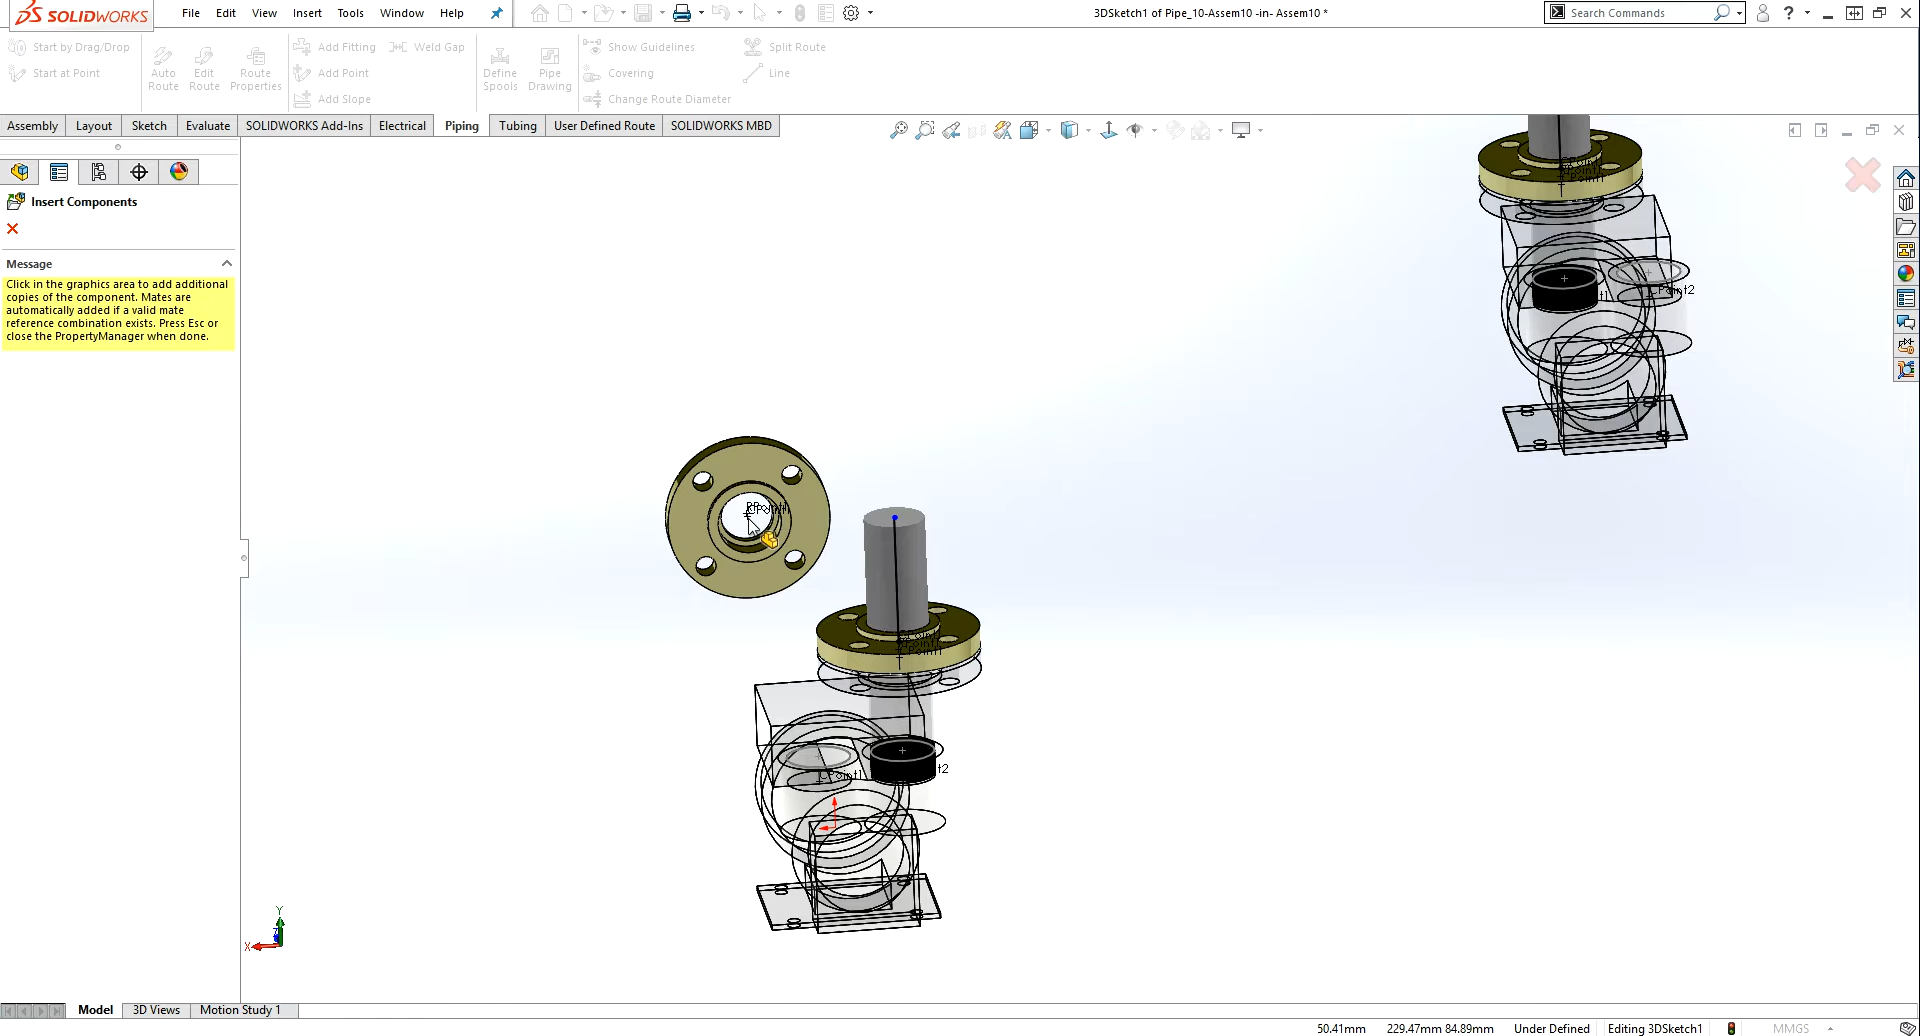 SOLIDWORKS
File Edit View Insert Tools Window Help
3DSketch1 of Pipe_10-Assem10 -in- Assem10 *
Search Commands
Start by Drag/Drop
Start at Point
Auto Route
Edit Route
Route Properties
Add Fitting
Weld Gap
Add Point
Add Slope
Define Spools
Pipe Drawing
Show Guidelines
Covering
Change Route Diameter
Split Route
Line
Assembly Layout Sketch Evaluate SOLIDWORKS Add-Ins Electrical Piping Tubing User Defined Route SOLIDWORKS MBD
Insert Components
Message
Click in the graphics area to add additional
copies of the component. Mates are
automatically added if a valid mate
reference combination exists. Press Esc or
close the PropertyManager when done.
Point1
Point2
CPoint1
t2
Y
X
Z
Model 3D Views Motion Study 1
50.41mm 229.47mm 84.89mm Under Defined Editing 3DSketch1 MMGS